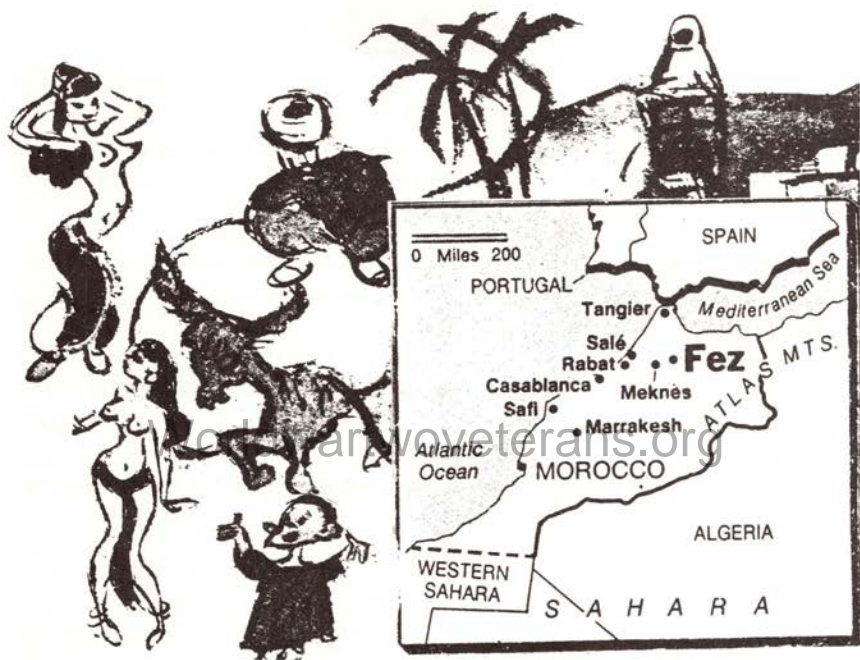 0 Miles 200
SPAIN
PORTUGAL
Tangier
Mediterranean Sea
Salé
Rabat
Fez
Casablanca
Meknès
ATLAS MTS.
Safi
Marrakesh
Atlantic
Ocean
MOROCCO
ALGERIA
WESTERN
SAHARA
SAHARA